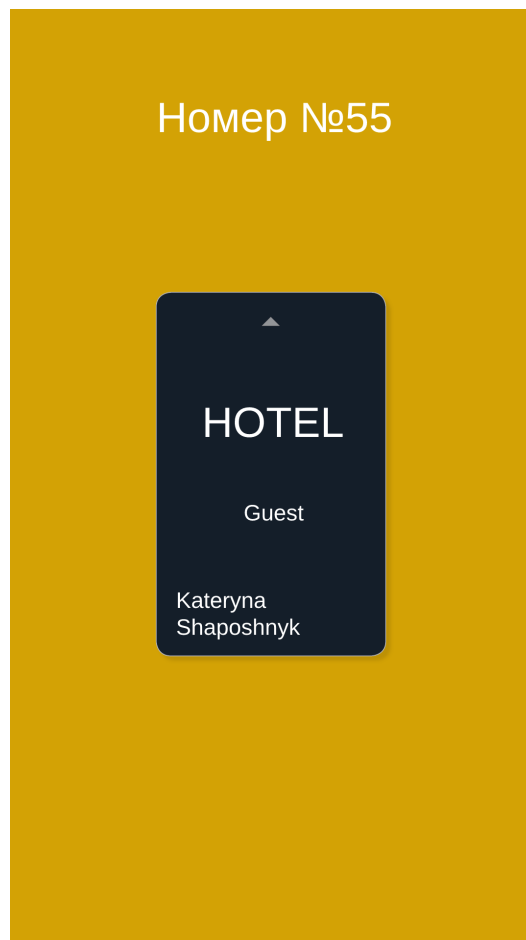 Номер №55
HOTEL
Guest
Kateryna
Shaposhnyk